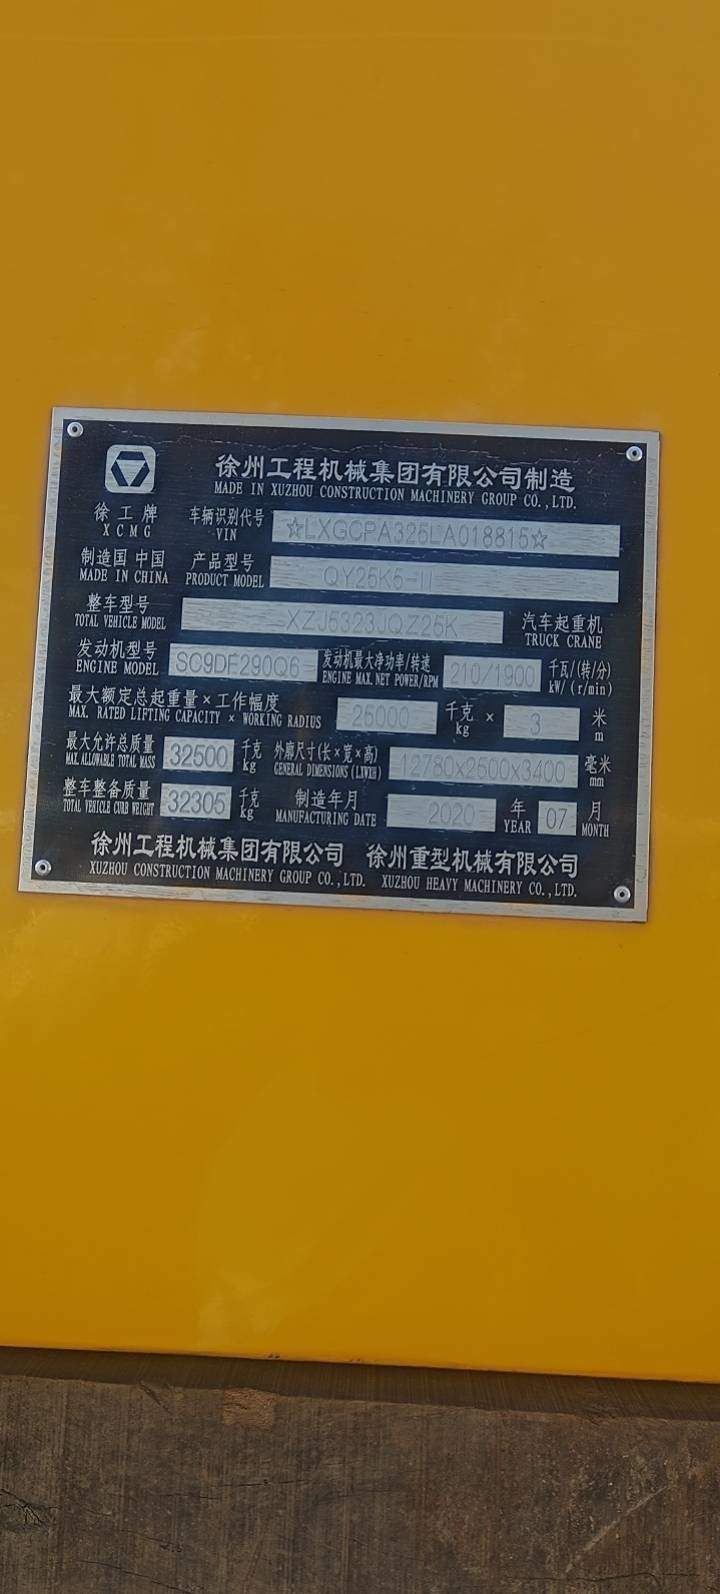 徐州工程机械集团有限公司制造
MADE IN XUZHOU CONSTRUCTION MACHINERY GROUP CO.,LTD.
徐工牌 车辆识别代号 ☆LXGCPA325LA018815☆
XCMG VIN
制造国 中国 产品型号 QY25K5-II
MADE IN CHINA PRODUCT MODEL
整车型号 XZJ5323JQZ25K 汽车起重机
TOTAL VEHICLE MODEL TRUCK CRANE
发动机型号 SC9DF290Q6 发动机最大净功率/转速 210/1900 千瓦/(转/分)
ENGINE MODEL ENGINE MAX. NET POWER/RPM kW/(r/min)
最大额定总起重量×工作幅度 25000 千克 × 3 米
MAX. RATED LIFTING CAPACITY × WORKING RADIUS kg m
最大允许总质量 32500 千克 外廓尺寸(长×宽×高) 12780x2500x3400 毫米
MAX. ALLOWABLE TOTAL MASS kg GENERAL DIMENSIONS (LXWXH) mm
整车整备质量 32305 千克 制造年月 2020 年 07 月
TOTAL VEHICLE CURB WEIGHT kg MANUFACTURING DATE YEAR MONTH
徐州工程机械集团有限公司 徐州重型机械有限公司
XUZHOU CONSTRUCTION MACHINERY GROUP CO.,LTD. XUZHOU HEAVY MACHINERY CO.,LTD.